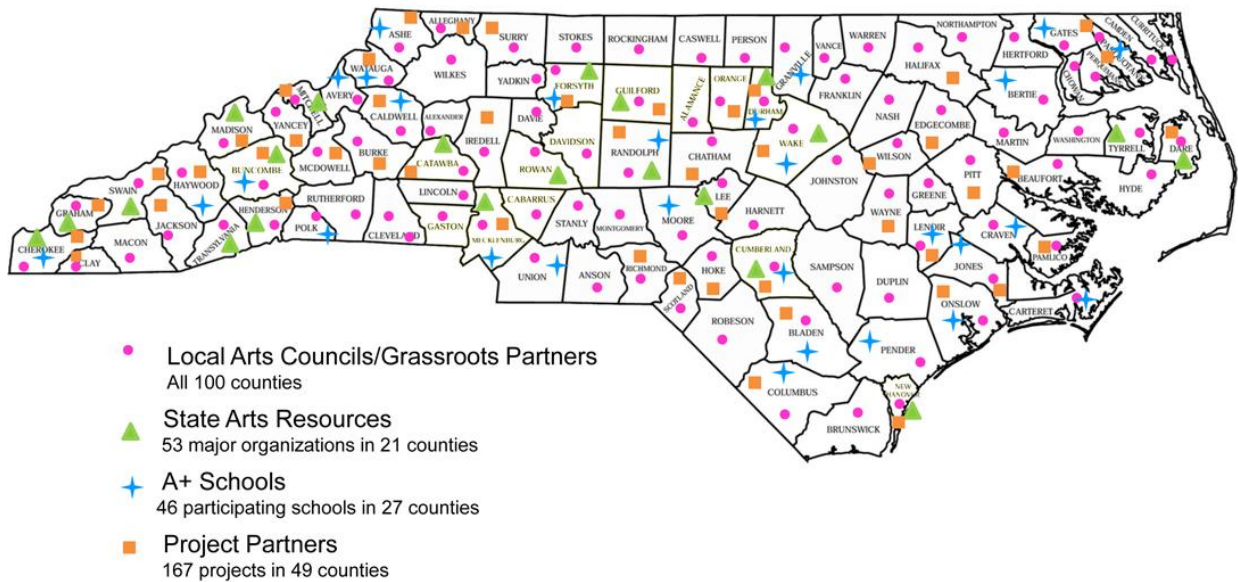 ASHE
ALLEGHANY
SURRY
STOKES
ROCKINGHAM
CASWELL
PERSON
GRANVILLE
VANCE
WARREN
NORTHAMPTON
HALIFAX
HERTFORD
GATES
CAMDEN
CURRITUCK
PASQUOTANK
PERQUIMANS
CHOWAN
WATAUGA
WILKES
YADKIN
FORSYTH
GUILFORD
ALAMANCE
ORANGE
DURHAM
FRANKLIN
NASH
EDGECOMBE
BERTIE
MITCHELL
AVERY
CALDWELL
ALEXANDER
IREDELL
DAVIE
DAVIDSON
RANDOLPH
CHATHAM
WAKE
WILSON
MARTIN
WASHINGTON
TYRRELL
DARE
MADISON
YANCEY
MCDOWELL
BURKE
CATAWBA
ROWAN
JOHNSTON
PITT
BEAUFORT
HYDE
SWAIN
HAYWOOD
BUNCOMBE
RUTHERFORD
LINCOLN
CABARRUS
STANLY
MONTGOMERY
MOORE
LEE
HARNETT
WAYNE
GREENE
LENOIR
CRAVEN
PAMLICO
GRAHAM
CHEROKEE
CLAY
MACON
JACKSON
TRANSYLVANIA
HENDERSON
POLK
CLEVELAND
GASTON
MECKLENBURG
UNION
ANSON
RICHMOND
SCOTLAND
HOKE
CUMBERLAND
SAMPSON
DUPLIN
JONES
ONSLOW
CARTERET
ROBESON
BLADEN
PENDER
COLUMBUS
BRUNSWICK
NEW
HANOVER
Local Arts Councils/Grassroots Partners
All 100 counties
State Arts Resources
53 major organizations in 21 counties
A+ Schools
46 participating schools in 27 counties
Project Partners
167 projects in 49 counties